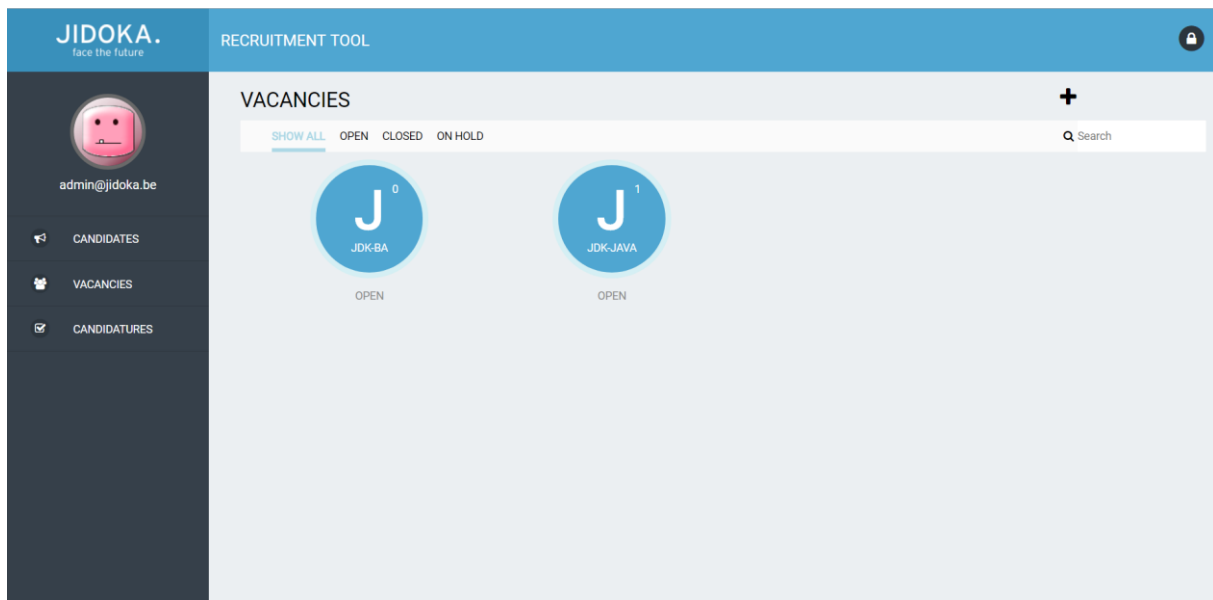 JIDOKA.
face the future
RECRUITMENT TOOL
admin@jidoka.be
CANDIDATES
VACANCIES
CANDIDATURES
VACANCIES
SHOW ALL OPEN CLOSED ON HOLD
Search
J 0
JDK-BA
OPEN
J 1
JDK-JAVA
OPEN